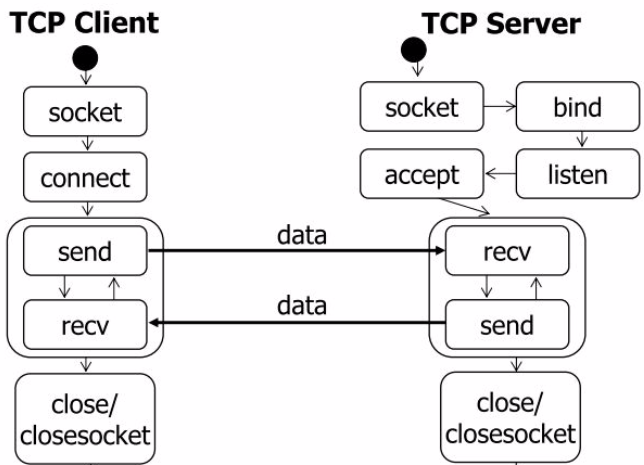 TCP Client
TCP Server
socket
socket
bind
connect
accept
listen
send
data
recv
recv
data
send
close/
closesocket
close/
closesocket